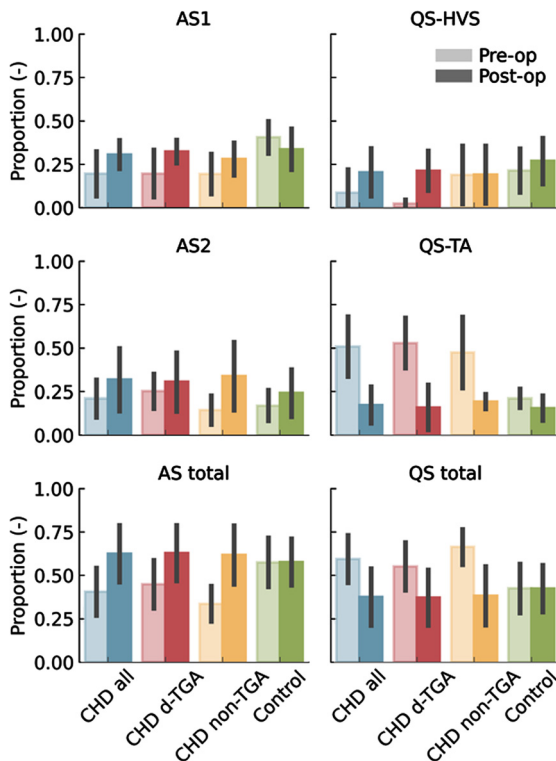 AS1
QS-HVS
Proportion (-)
1.00
0.75
0.50
0.25
0.00
Pre-op
Post-op
AS2
QS-TA
Proportion (-)
1.00
0.75
0.50
0.25
0.00
AS total
QS total
Proportion (-)
1.00
0.75
0.50
0.25
0.00
CHD all
CHD d-TGA
CHD non-TGA
Control
CHD all
CHD d-TGA
CHD non-TGA
Control